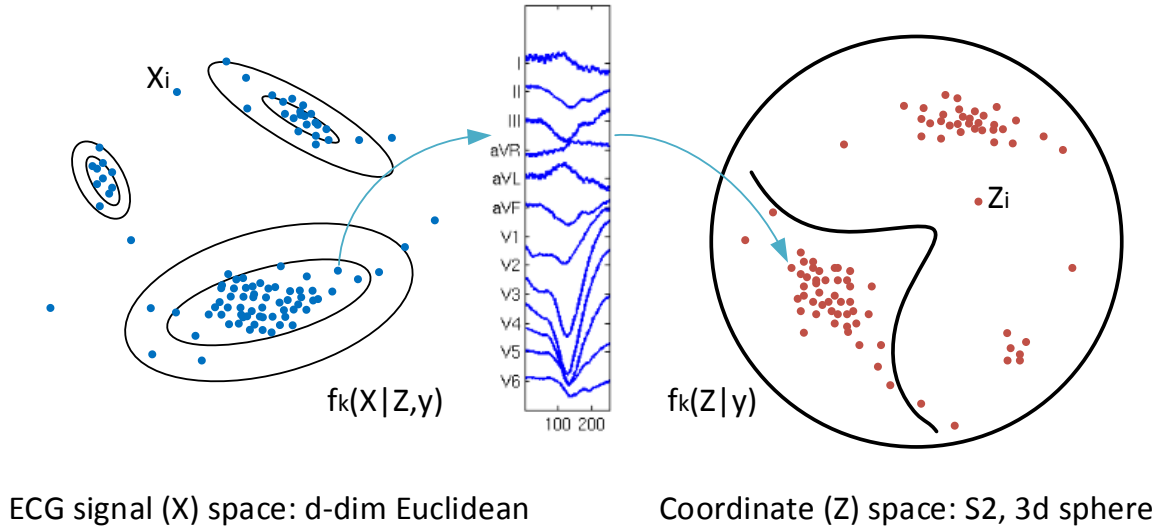 Xi
I
II
III
aVR
aVL
aVF
V1
V2
V3
V4
V5
V6
100 200
Zi
fk(X|Z,y)
fk(Z|y)
ECG signal (X) space: d-dim Euclidean
Coordinate (Z) space: S2, 3d sphere